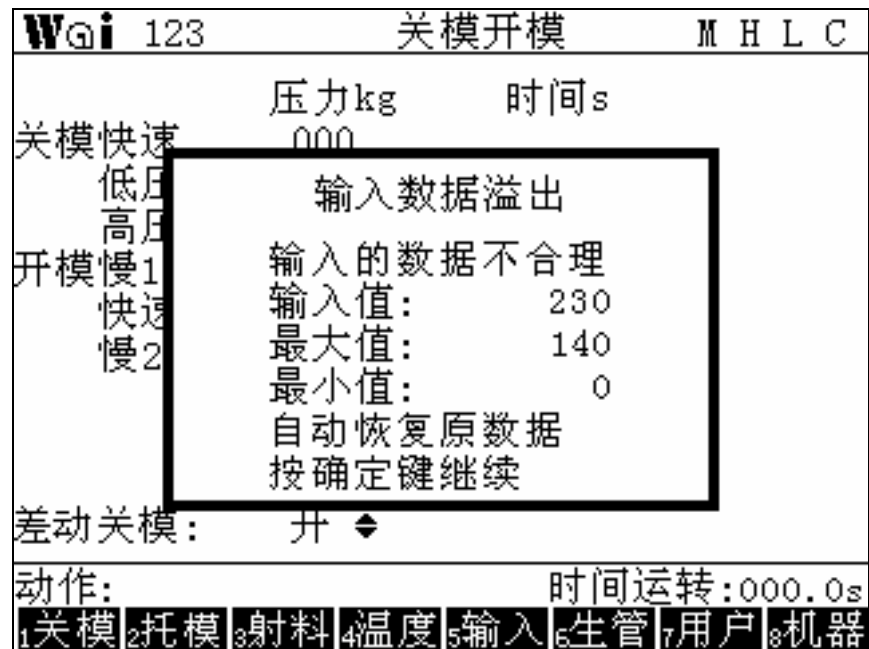 Wai 123 关模开模 M H L C
压力kg 时间s
关模快速 000
低压
高压
开模慢1
快速
慢2
输入数据溢出
输入的数据不合理
输入值: 230
最大值: 140
最小值: 0
自动恢复原数据
按确定键继续
差动关模: 开
动作: 时间运转:000.0s
1关模 2托模 3射料 4温度 5输入 6生管 7用户 8机器